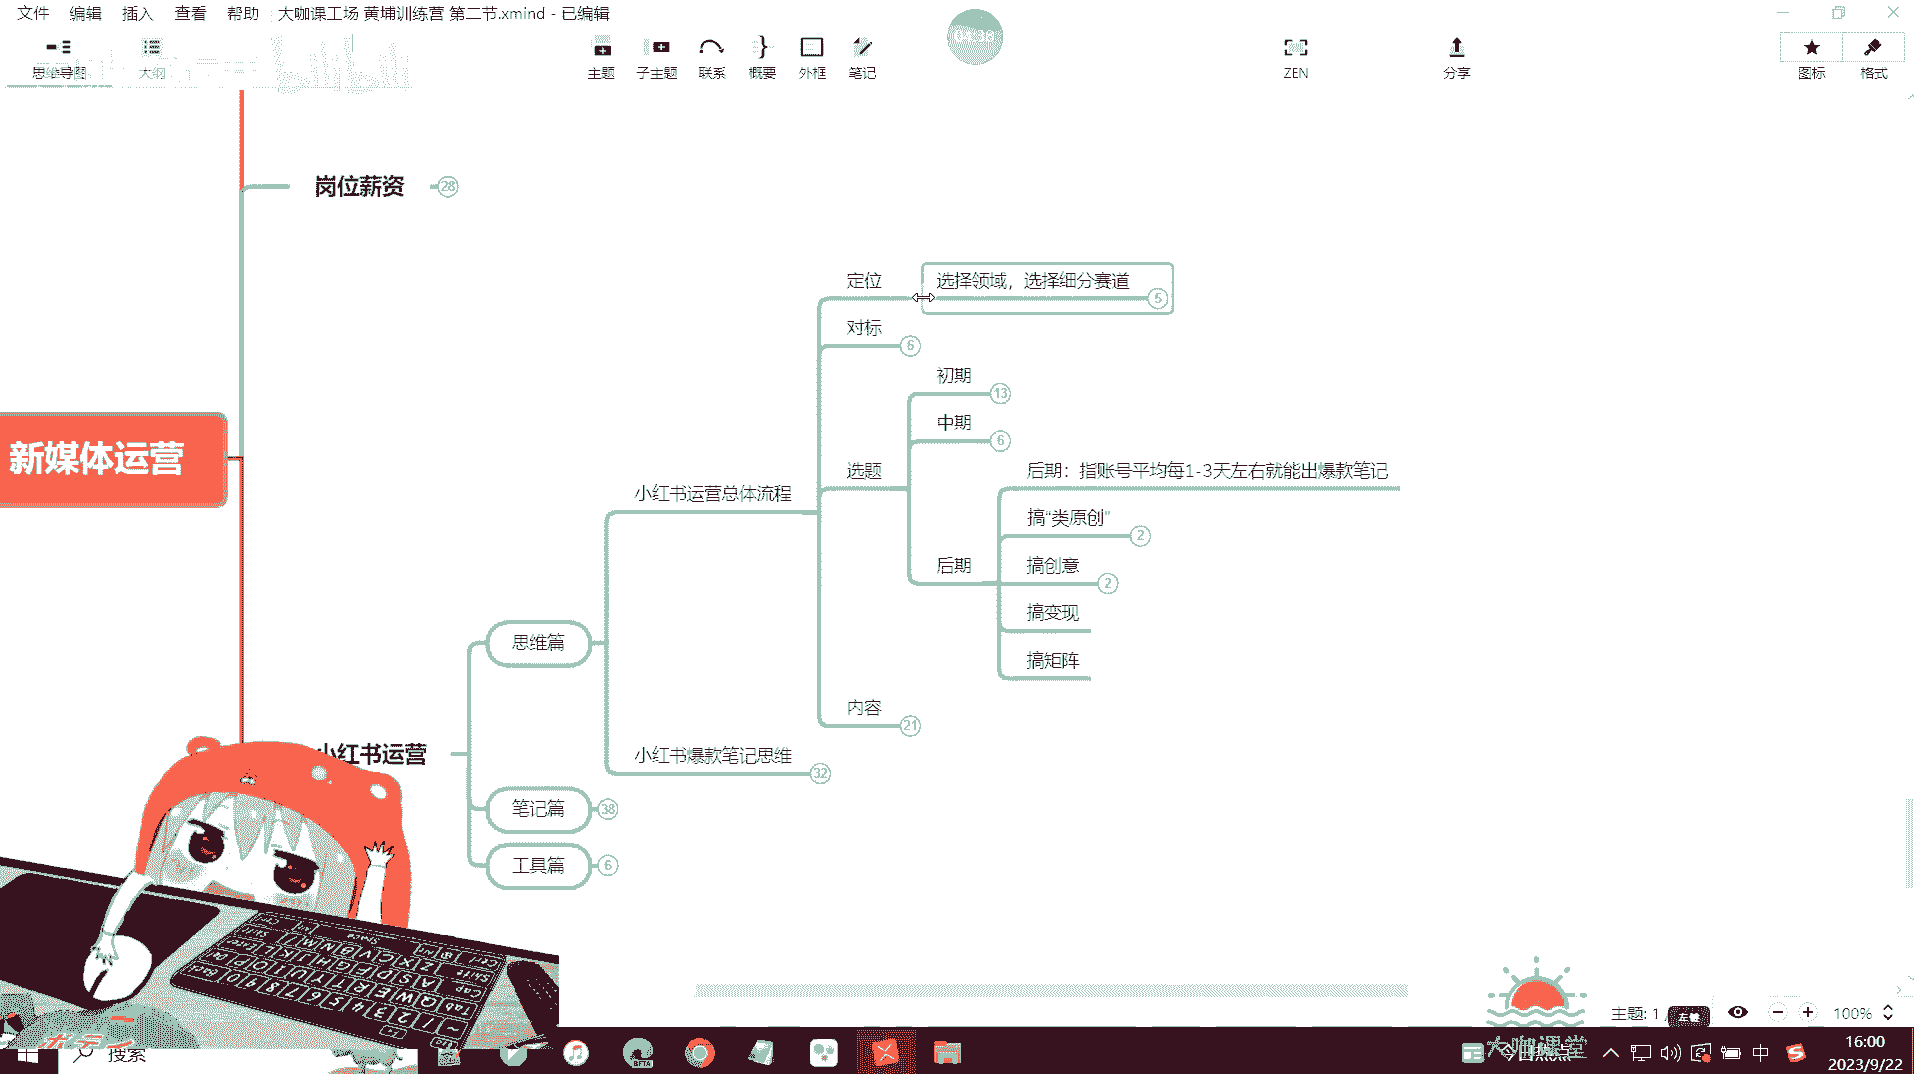 文件 编辑 插入 查看 帮助 大咖课工场 黄埔训练营 第二节.xmind - 已编辑
思维导图 大纲 主题 子主题 联系 概要 外框 笔记 ZEN 分享 图标 格式
04:38
岗位薪资 28
定位 选择领域，选择细分赛道 5
对标 6
初期 13
中期 6
选题 后期：指账号平均每1-3天左右就能出爆款笔记
新媒体运营
小红书运营总体流程
搞“类原创” 2
后期 搞创意 2
搞变现
思维篇
搞矩阵
内容 21
小红书运营 小红书爆款笔记思维 32
笔记篇 38
工具篇 6
主题: 1 / 100%
左键
搜索
大咖课堂
中
16:00
2023/9/22